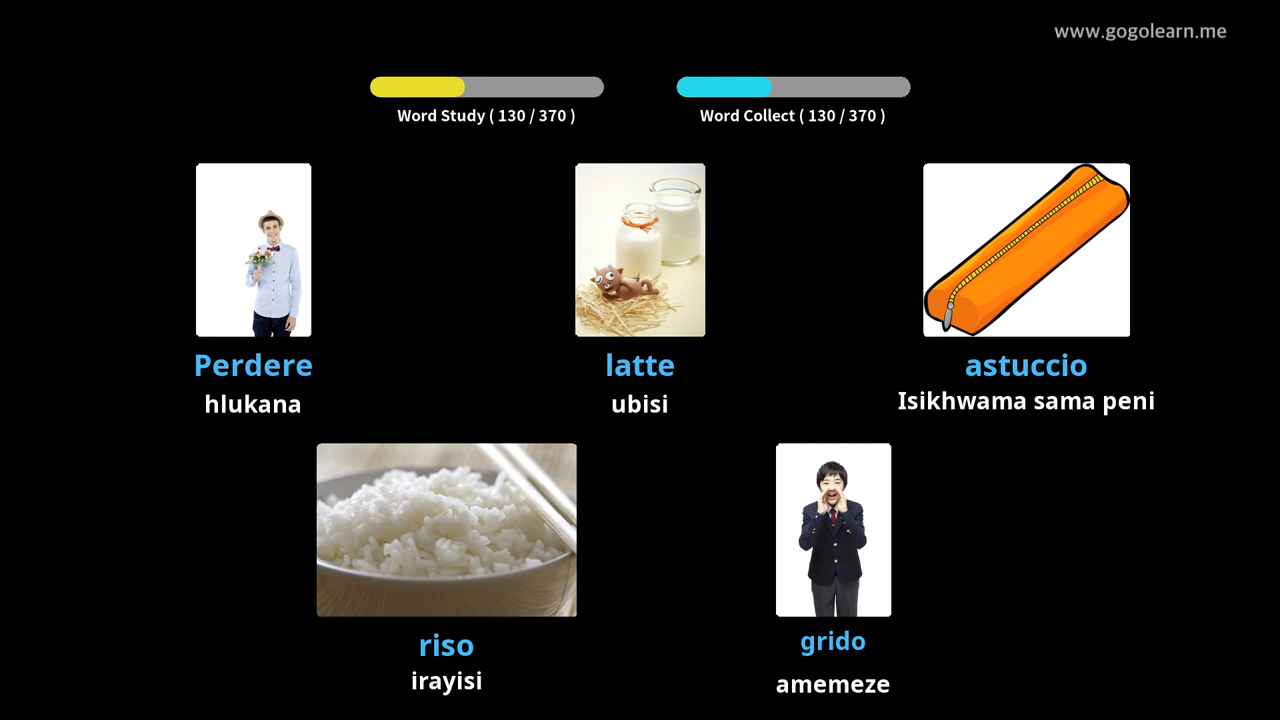 www.gogolearn.me
Word Study ( 130 / 370 )
Word Collect ( 130 / 370 )
Perdere
hlukana
latte
ubisi
astuccio
Isikhwama sama peni
riso
irayisi
grido
amemeze